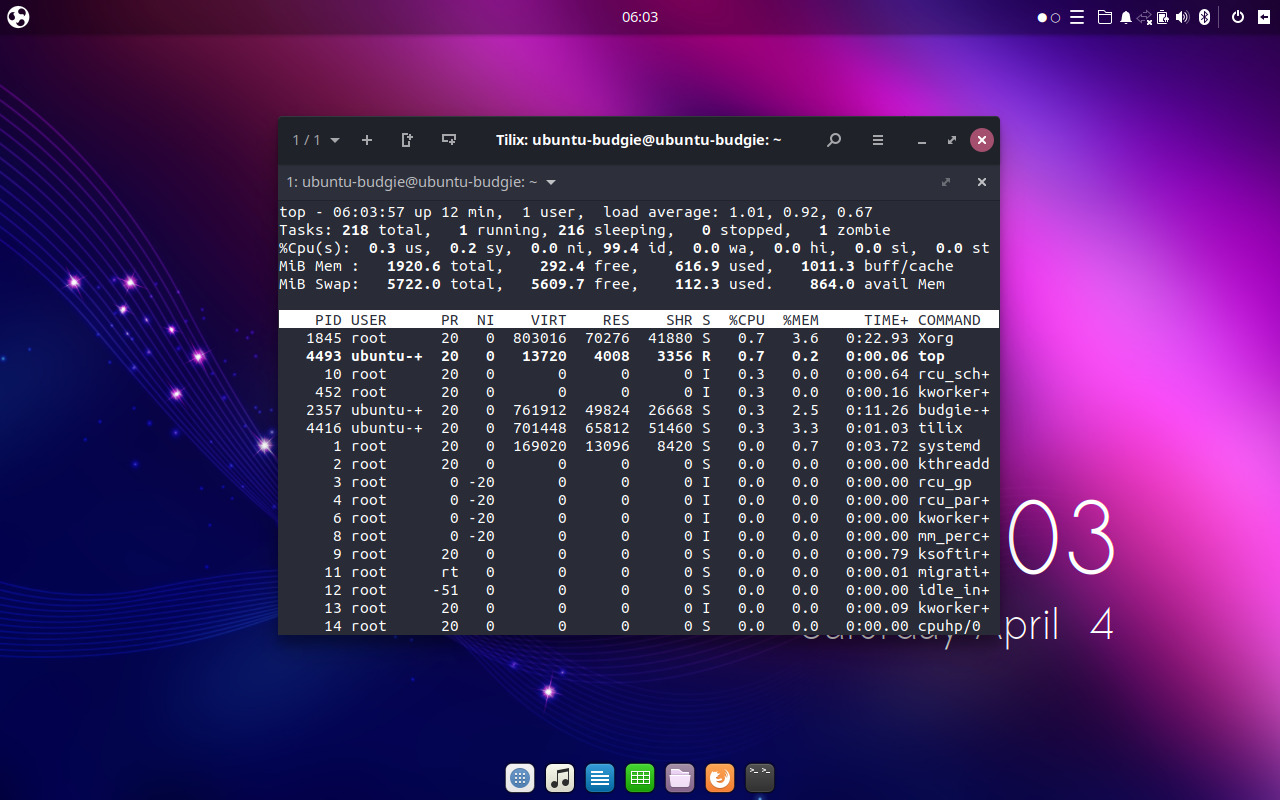 06:03
1 / 1
Tilix: ubuntu-budgie@ubuntu-budgie: ~
1: ubuntu-budgie@ubuntu-budgie: ~
top - 06:03:57 up 12 min,  1 user,  load average: 1.01, 0.92, 0.67
Tasks: 218 total,   1 running, 216 sleeping,   0 stopped,   1 zombie
%Cpu(s):  0.3 us,  0.2 sy,  0.0 ni, 99.4 id,  0.0 wa,  0.0 hi,  0.0 si,  0.0 st
MiB Mem :   1920.6 total,    292.4 free,    616.9 used,   1011.3 buff/cache
MiB Swap:   5722.0 total,   5609.7 free,    112.3 used.    864.0 avail Mem
PID USER      PR  NI    VIRT    RES    SHR S  %CPU  %MEM     TIME+ COMMAND
1845 root      20   0  803016  70276  41880 S   0.7   3.6   0:22.93 Xorg
4493 ubuntu-+  20   0   13720   4008   3356 R   0.7   0.2   0:00.06 top
10 root      20   0       0      0      0 I   0.3   0.0   0:00.64 rcu_sch+
452 root      20   0       0      0      0 I   0.3   0.0   0:00.16 kworker+
2357 ubuntu-+  20   0  761912  49824  26668 S   0.3   2.5   0:11.26 budgie-+
4416 ubuntu-+  20   0  701448  65812  51460 S   0.3   3.3   0:01.03 tilix
1 root      20   0  169020  13096   8420 S   0.0   0.7   0:03.72 systemd
2 root      20   0       0      0      0 S   0.0   0.0   0:00.00 kthreadd
3 root       0 -20       0      0      0 I   0.0   0.0   0:00.00 rcu_gp
4 root       0 -20       0      0      0 I   0.0   0.0   0:00.00 rcu_par+
6 root       0 -20       0      0      0 I   0.0   0.0   0:00.00 kworker+
8 root       0 -20       0      0      0 I   0.0   0.0   0:00.00 mm_perc+
9 root      20   0       0      0      0 S   0.0   0.0   0:00.79 ksoftir+
11 root      rt   0       0      0      0 S   0.0   0.0   0:00.01 migrati+
12 root     -51   0       0      0      0 S   0.0   0.0   0:00.00 idle_in+
13 root      20   0       0      0      0 I   0.0   0.0   0:00.09 kworker+
14 root      20   0       0      0      0 S   0.0   0.0   0:00.00 cpuhp/0
03
April 4